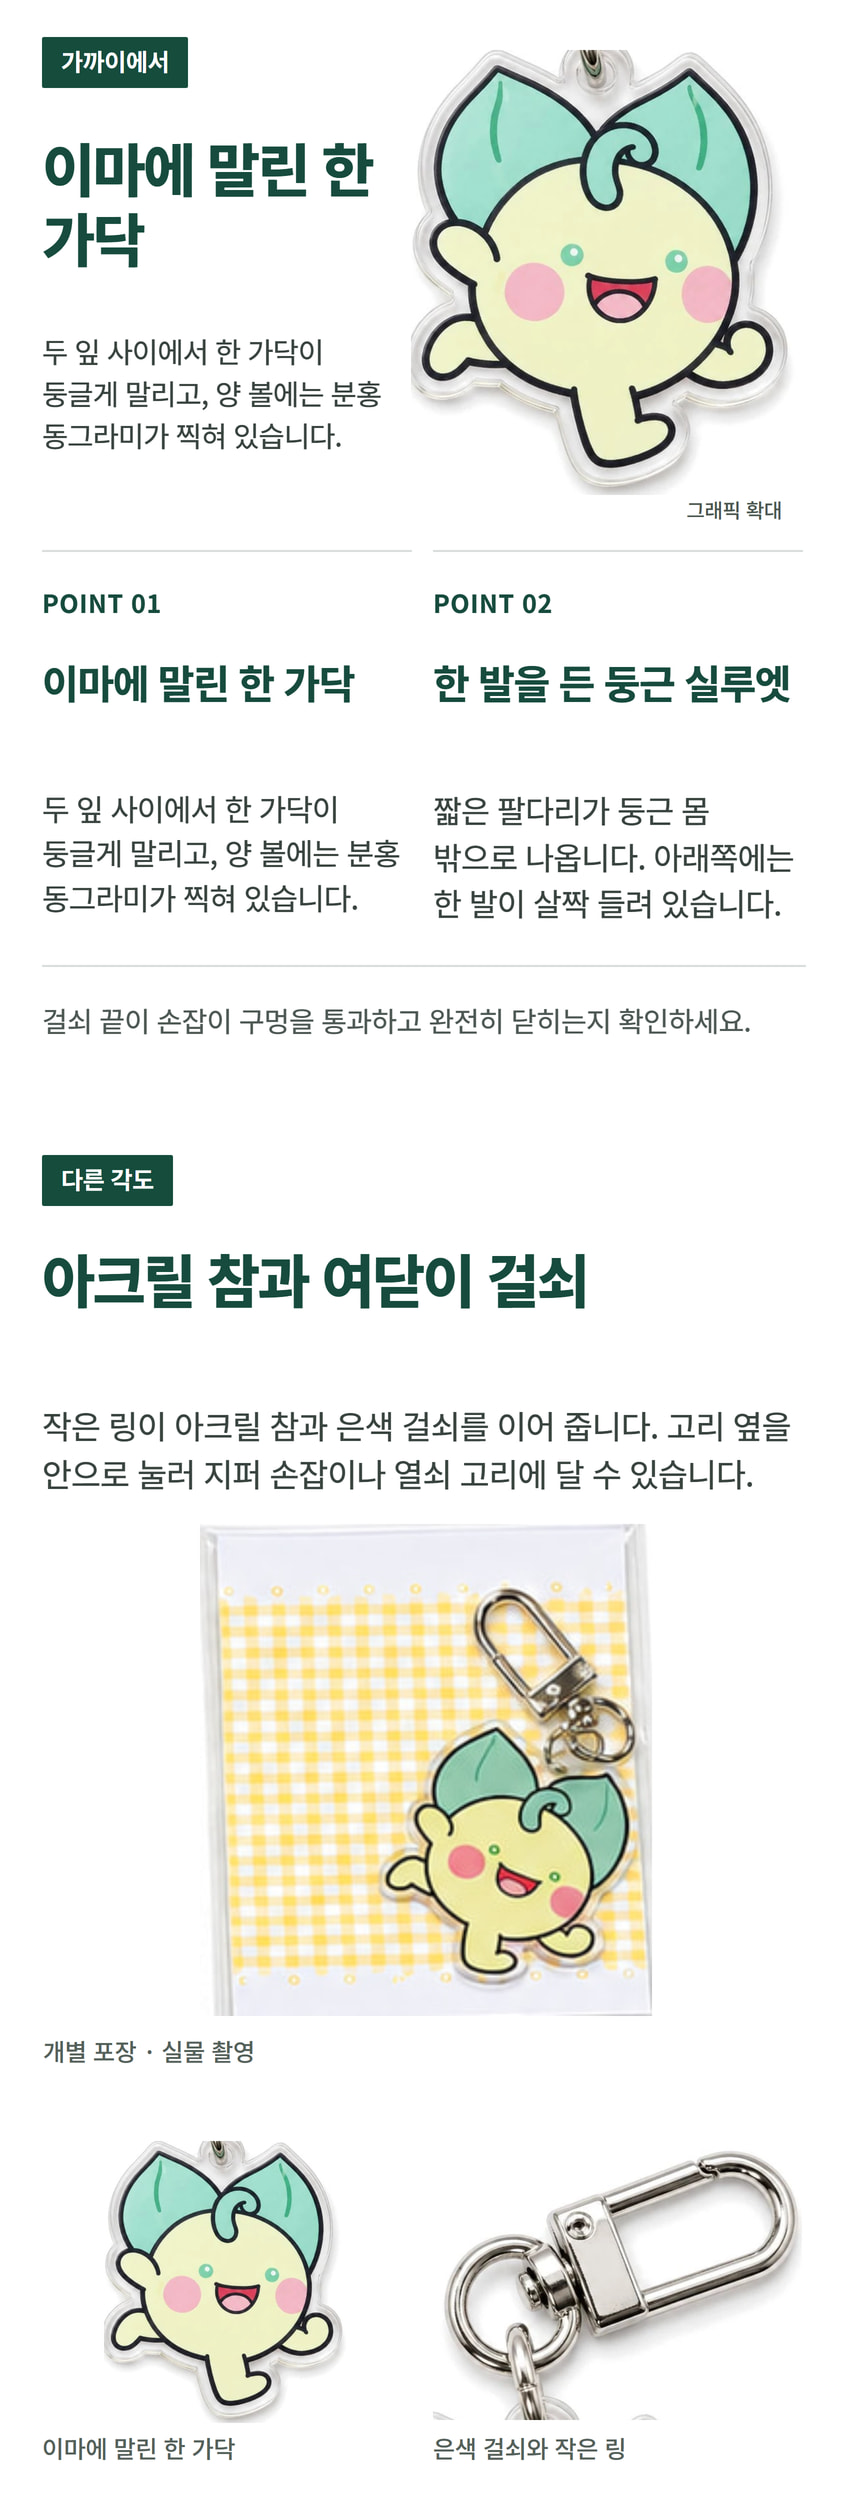 가까이에서
이마에 말린 한
가닥
두 잎 사이에서 한 가닥이
둥글게 말리고, 양 볼에는 분홍
동그라미가 찍혀 있습니다.
그래픽 확대
POINT 01
이마에 말린 한 가닥
두 잎 사이에서 한 가닥이
둥글게 말리고, 양 볼에는 분홍
동그라미가 찍혀 있습니다.
POINT 02
한 발을 든 둥근 실루엣
짧은 팔다리가 둥근 몸
밖으로 나옵니다. 아래쪽에는
한 발이 살짝 들려 있습니다.
걸쇠 끝이 손잡이 구멍을 통과하고 완전히 닫히는지 확인하세요.
다른 각도
아크릴 참과 여닫이 걸쇠
작은 링이 아크릴 참과 은색 걸쇠를 이어 줍니다. 고리 옆을
안으로 눌러 지퍼 손잡이나 열쇠 고리에 달 수 있습니다.
개별 포장 · 실물 촬영
이마에 말린 한 가닥
은색 걸쇠와 작은 링